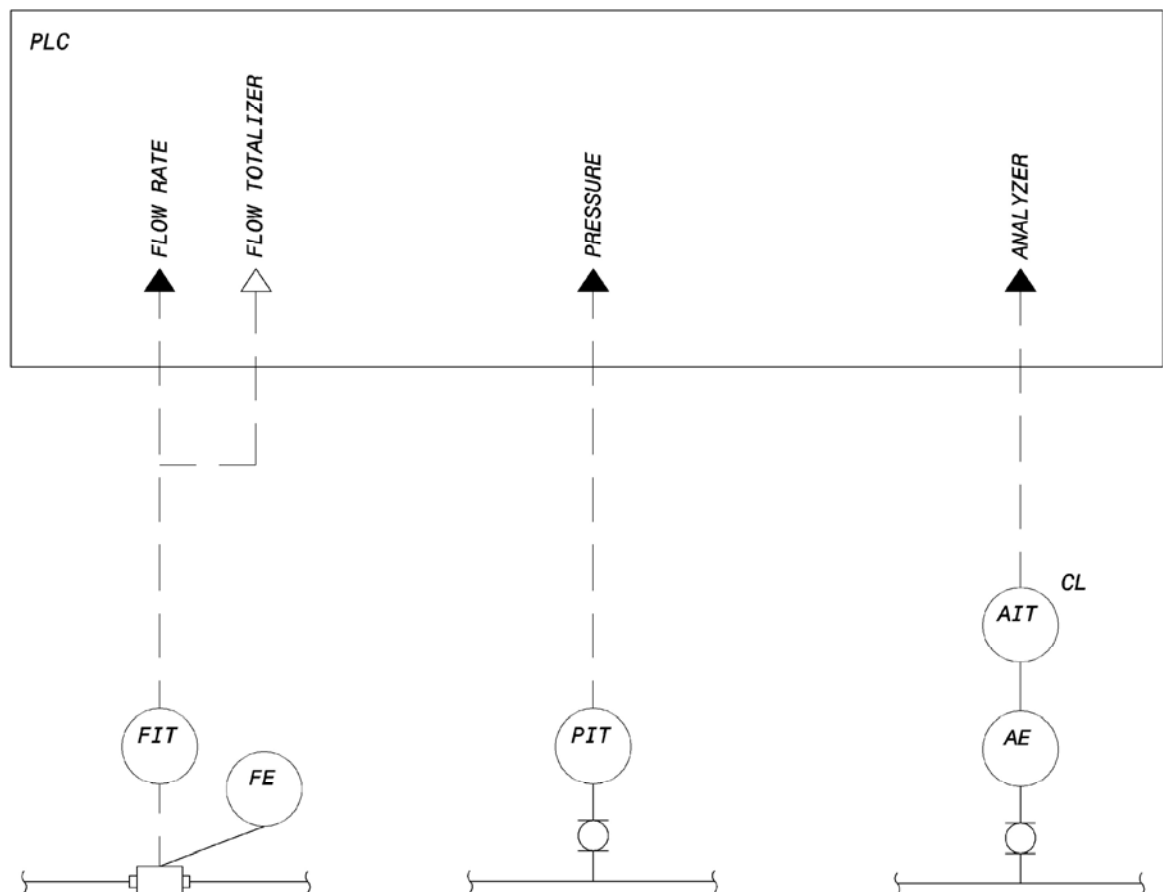 PLC
FLOW RATE
FLOW TOTALIZER
PRESSURE
ANALYZER
CL
AIT
FIT
FE
PIT
AE